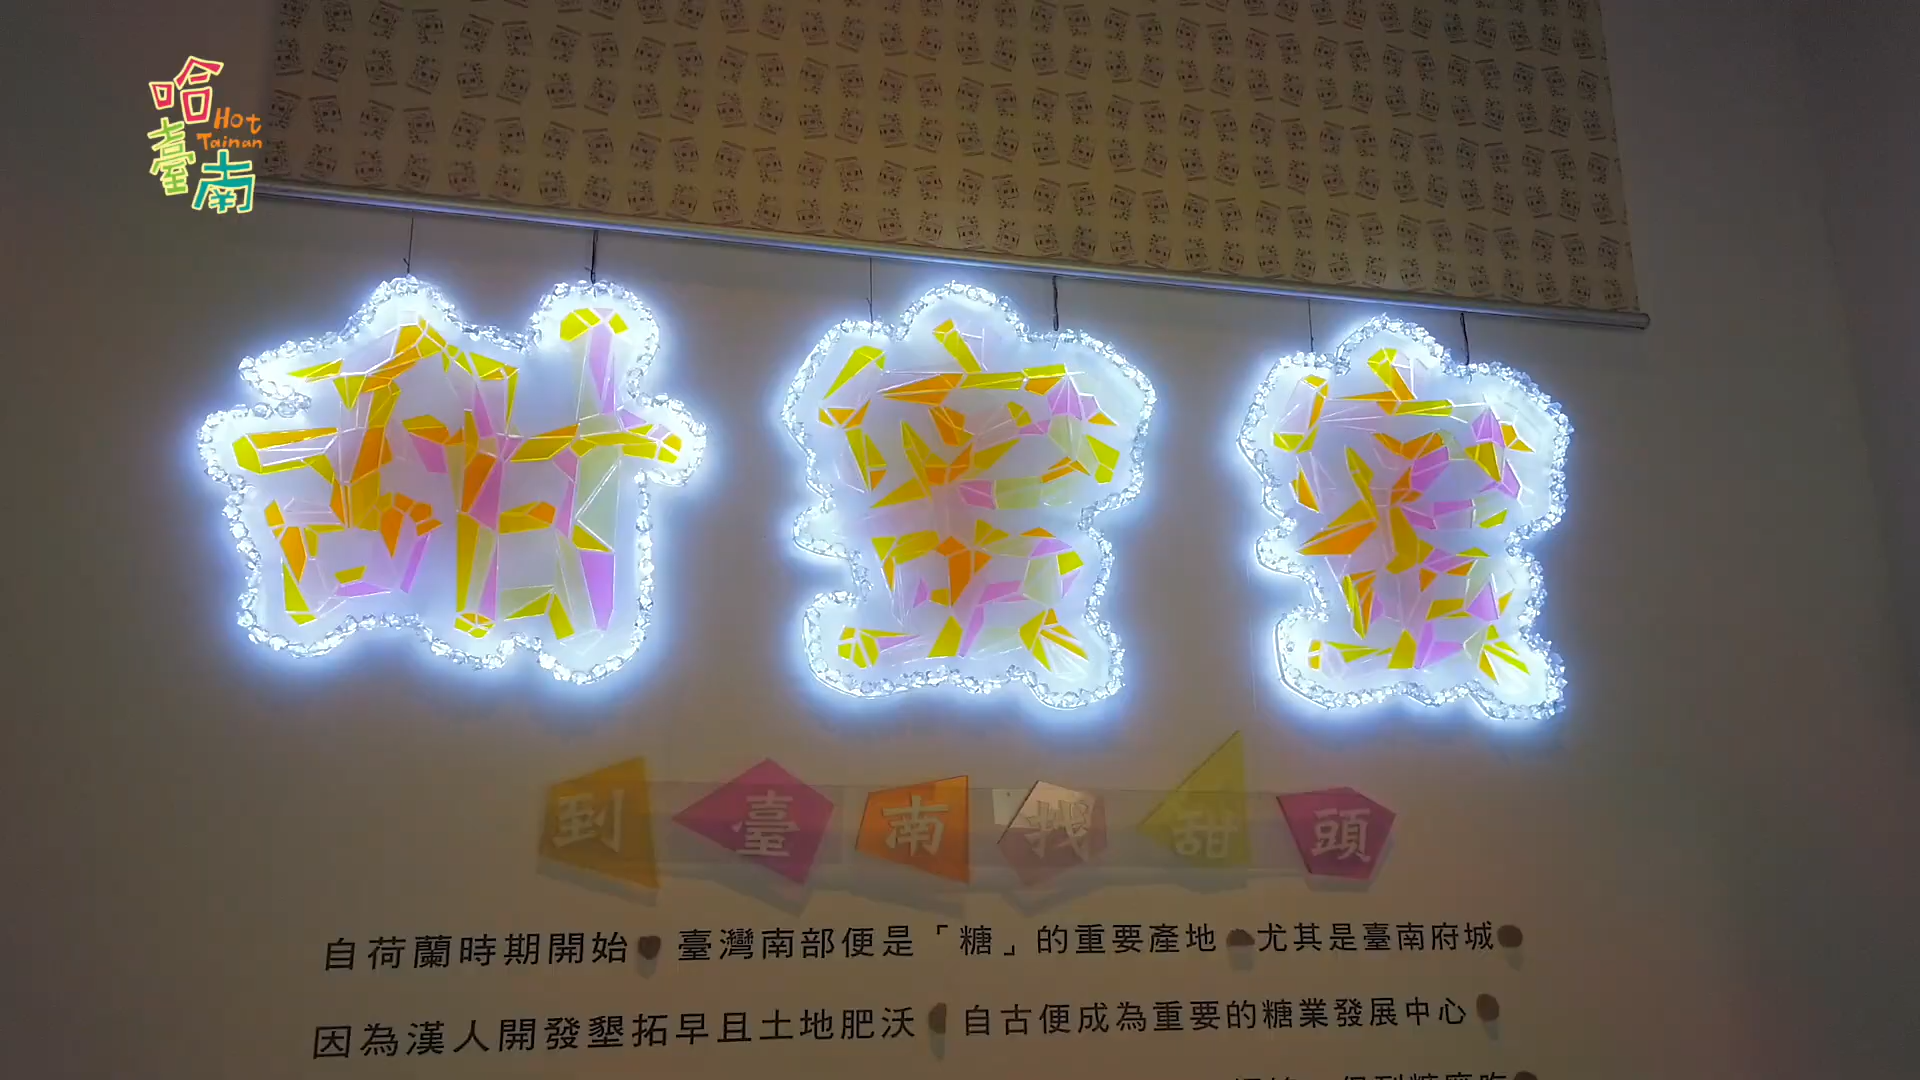 哈臺南
Hot
Tainan
甜蜜蜜
到臺南找甜頭
自荷蘭時期開始 臺灣南部便是「糖」的重要產地 尤其是臺南府城
因為漢人開發墾拓早且土地肥沃 自古便成為重要的糖業發展中心